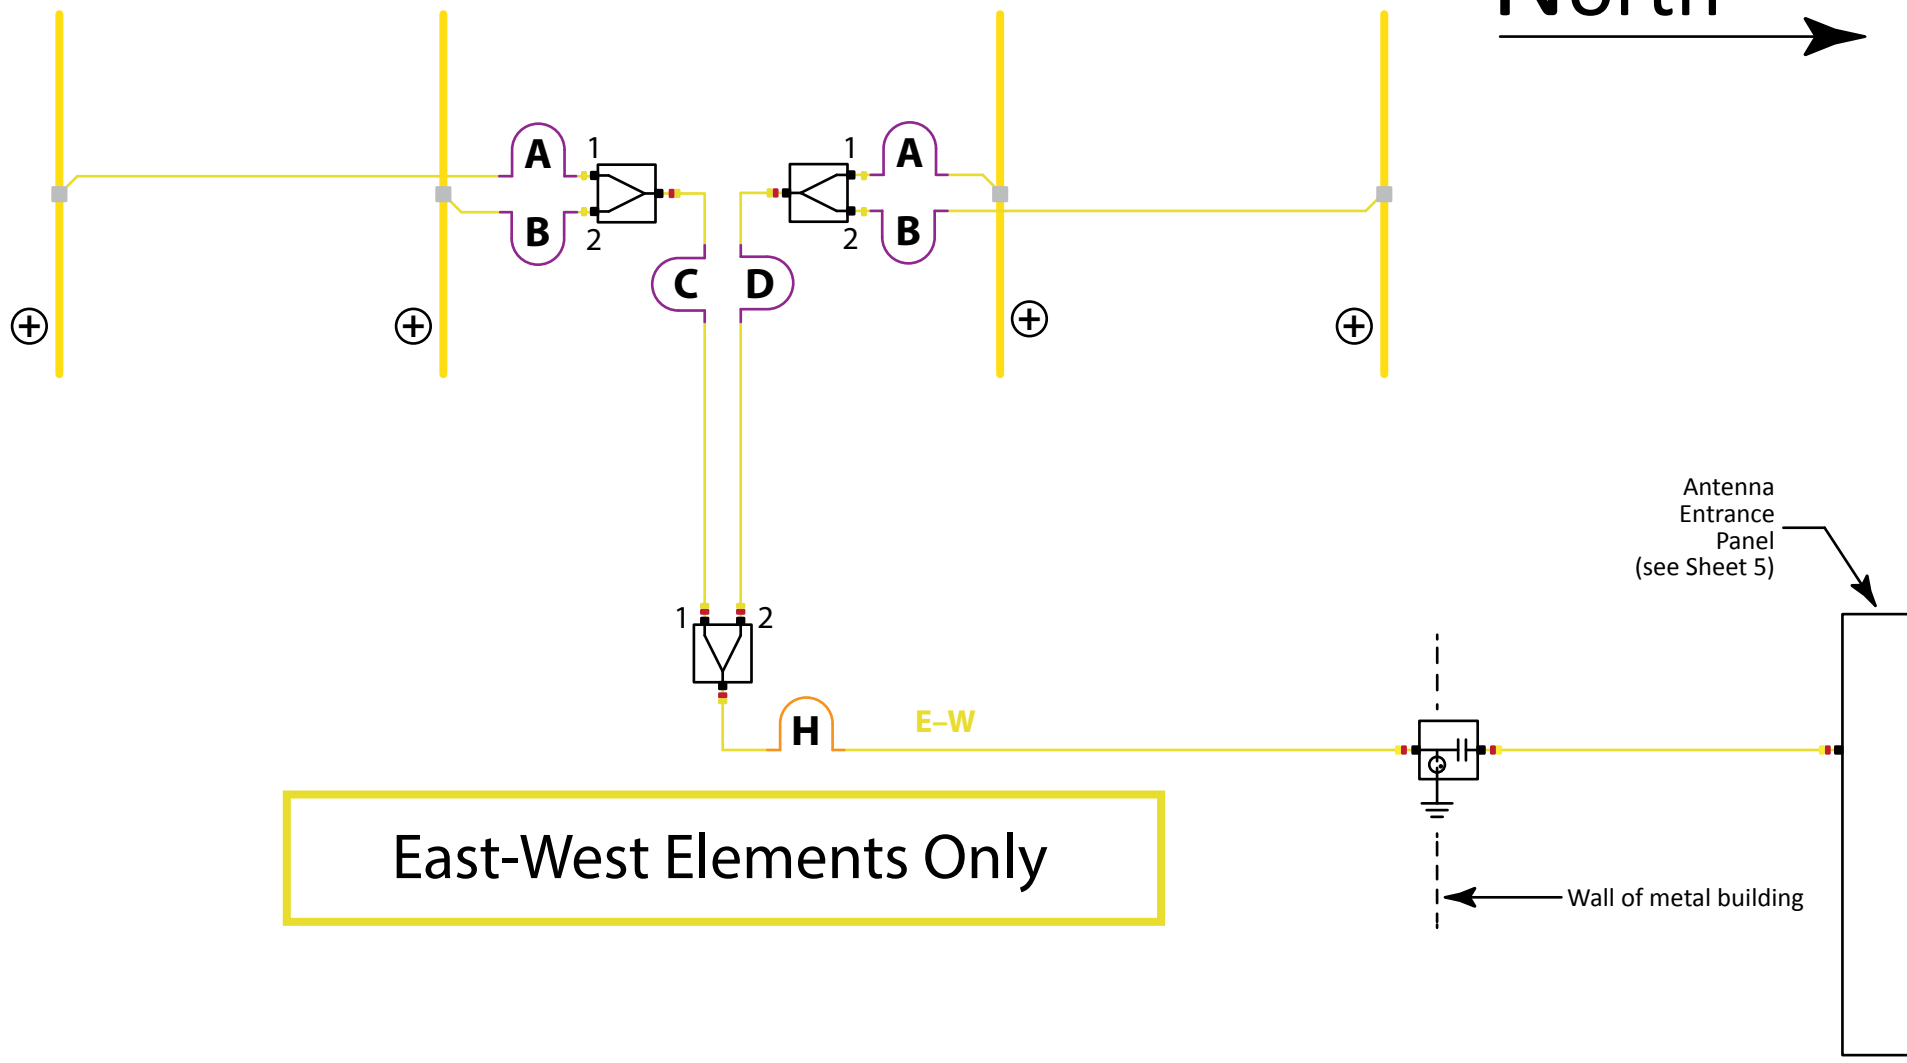 North
A
1
B
2
1
A
2
B
C
D
+
+
+
+
Antenna
Entrance
Panel
(see Sheet 5)
1
2
H
E–W
East-West Elements Only
Wall of metal building